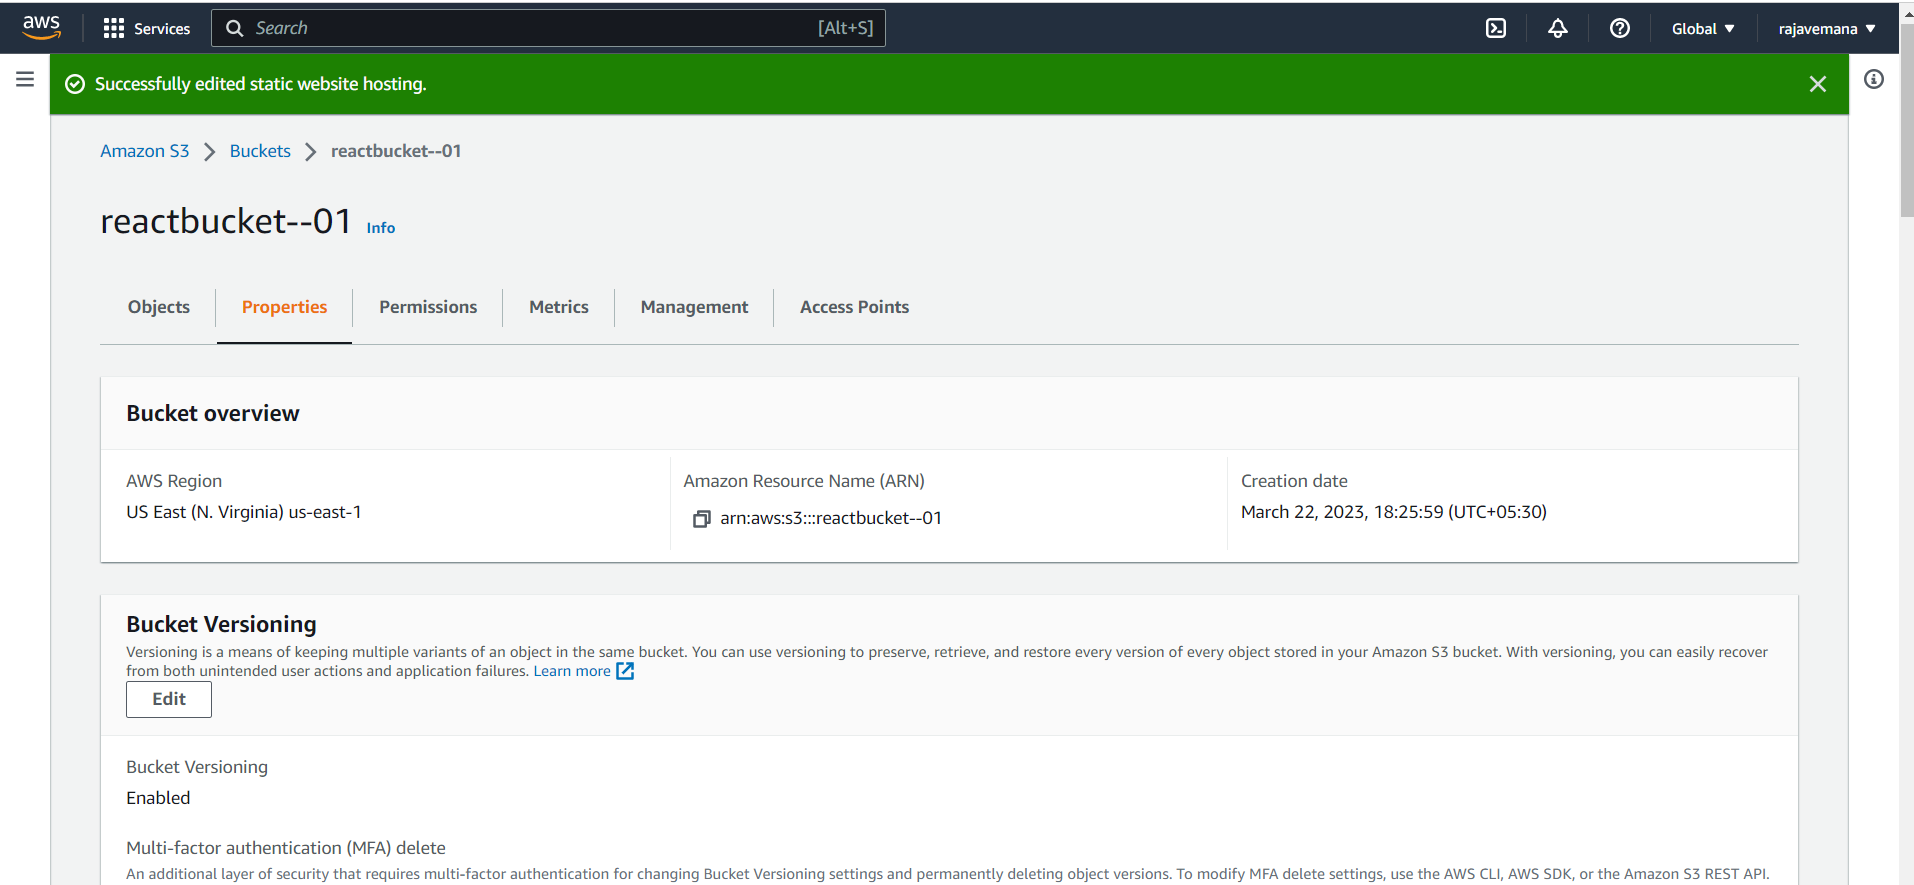 aws
Services
Search
[Alt+S]
Global
rajavemana
Successfully edited static website hosting.
Amazon S3
Buckets
reactbucket--01
reactbucket--01
Info
Objects
Properties
Permissions
Metrics
Management
Access Points
Bucket overview
AWS Region
US East (N. Virginia) us-east-1
Amazon Resource Name (ARN)
arn:aws:s3:::reactbucket--01
Creation date
March 22, 2023, 18:25:59 (UTC+05:30)
Bucket Versioning
Versioning is a means of keeping multiple variants of an object in the same bucket. You can use versioning to preserve, retrieve, and restore every version of every object stored in your Amazon S3 bucket. With versioning, you can easily recover
from both unintended user actions and application failures. Learn more
Edit
Bucket Versioning
Enabled
Multi-factor authentication (MFA) delete
An additional layer of security that requires multi-factor authentication for changing Bucket Versioning settings and permanently deleting object versions. To modify MFA delete settings, use the AWS CLI, AWS SDK, or the Amazon S3 REST API.